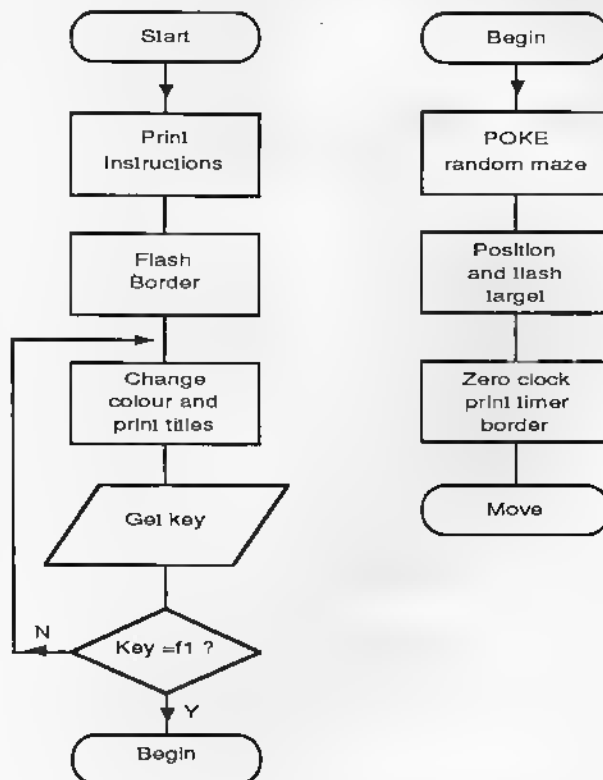 Start
Print
Instructions
Flash
Border
Change
colour and
print titles
Get key
Key =f1 ?
N
Y
Begin
Begin
POKE
random maze
Position
and flash
target
Zero clock
print timer
border
Move